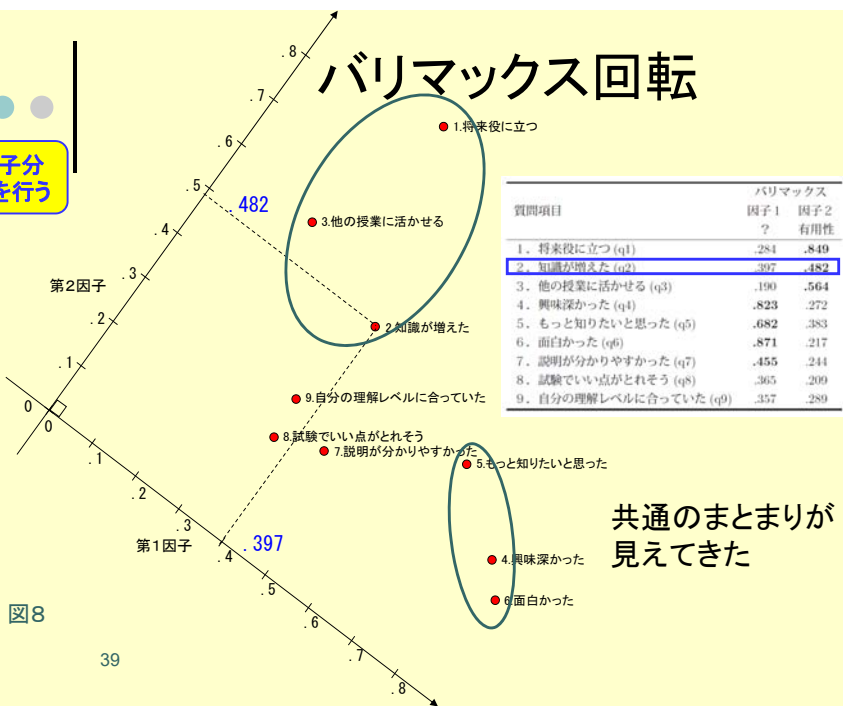 バリマックス回転
子分
を行う
.8
.7
.6
.5
.482
.4
第2因子
.3
.2
.1
0
0
.1
.2
.3
第1因子
.4
.397
.5
.6
.7
.8
1.将来役に立つ
3.他の授業に活かせる
2.知識が増えた
9.自分の理解レベルに合っていた
8.試験でいい点がとれそう
7.説明が分かりやすかった
5.もっと知りたいと思った
4.興味深かった
6.面白かった
バリマックス
質問項目 因子1 因子2
? 有用性
1. 将来役に立つ (q1) .284 .849
2. 知識が増えた (q2) .397 .482
3. 他の授業に活かせる (q3) .190 .564
4. 興味深かった (q4) .823 .272
5. もっと知りたいと思った (q5) .682 .383
6. 面白かった (q6) .871 .217
7. 説明が分かりやすかった (q7) .455 .244
8. 試験でいい点がとれそう (q8) .365 .209
9. 自分の理解レベルに合っていた (q9) .357 .289
共通のまとまりが
見えてきた
図8
39